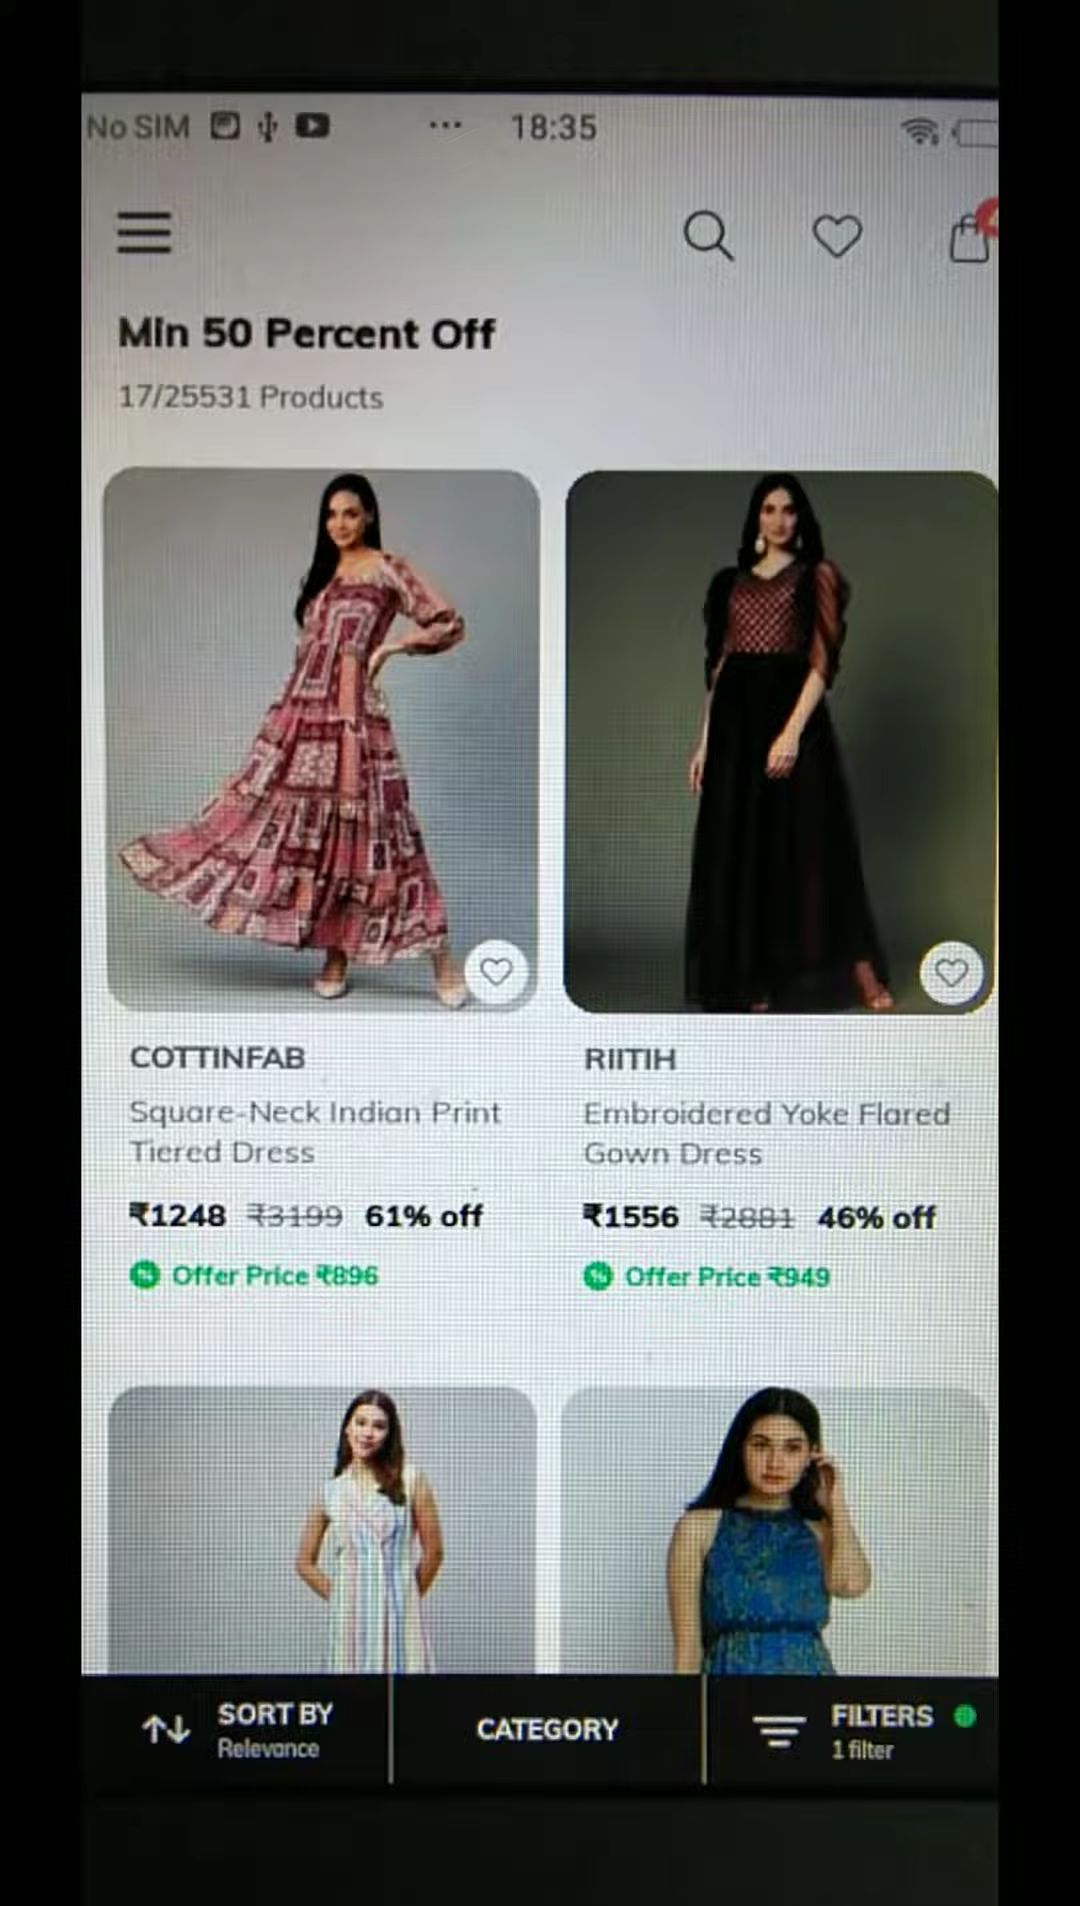 No SIM ... 18:35
Min 50 Percent Off
17/25531 Products
COTTINFAB
Square-Neck Indian Print
Tiered Dress
₹1248 ₹3199 61% off
% Offer Price ₹896
RIITIH
Embroidered Yoke Flared
Gown Dress
₹1556 ₹2881 46% off
% Offer Price ₹949
SORT BY
Relevance
CATEGORY
FILTERS
1 filter